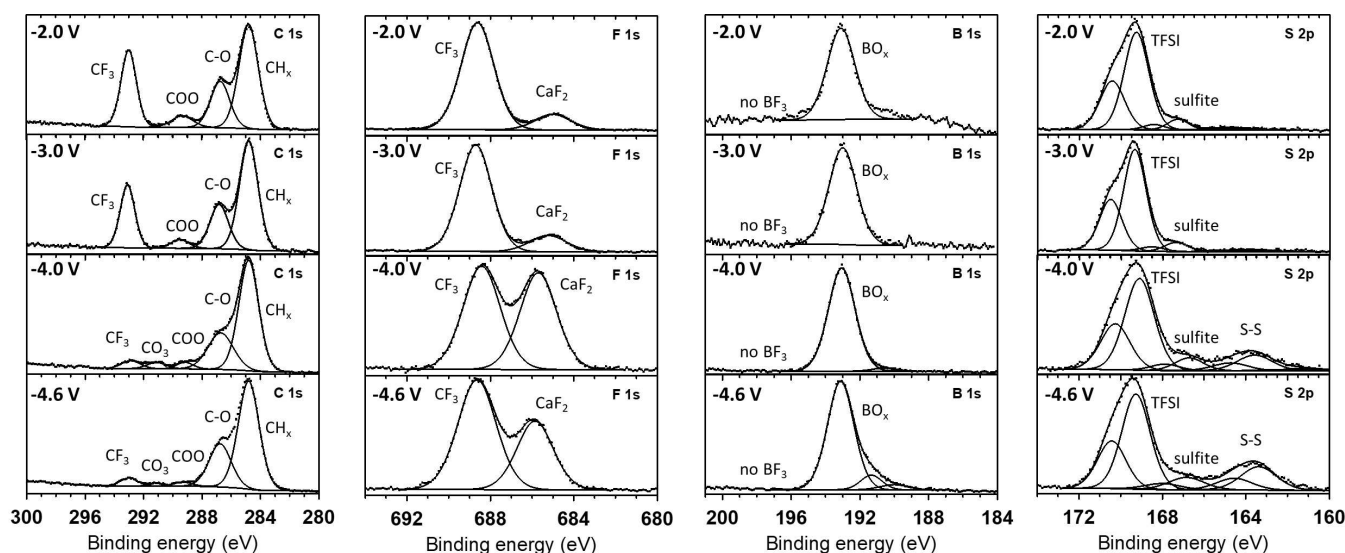 -2.0 V
C 1s
CF3
COO
C-O
CHx
-3.0 V
C 1s
CF3
COO
C-O
CHx
-4.0 V
C 1s
CF3
CO3
COO
C-O
CHx
-4.6 V
C 1s
CF3
CO3
COO
C-O
CHx
300 296 292 288 284 280
Binding energy (eV)
-2.0 V
F 1s
CF3
CaF2
-3.0 V
F 1s
CF3
CaF2
-4.0 V
F 1s
CF3
CaF2
-4.6 V
F 1s
CF3
CaF2
692 688 684 680
Binding energy (eV)
-2.0 V
B 1s
BOx
no BF3
-3.0 V
B 1s
BOx
no BF3
-4.0 V
B 1s
BOx
no BF3
-4.6 V
B 1s
BOx
no BF3
200 196 192 188 184
Binding energy (eV)
-2.0 V
S 2p
TFSI
sulfite
-3.0 V
S 2p
TFSI
sulfite
-4.0 V
S 2p
TFSI
sulfite
S-S
-4.6 V
S 2p
TFSI
sulfite
S-S
172 168 164 160
Binding energy (eV)